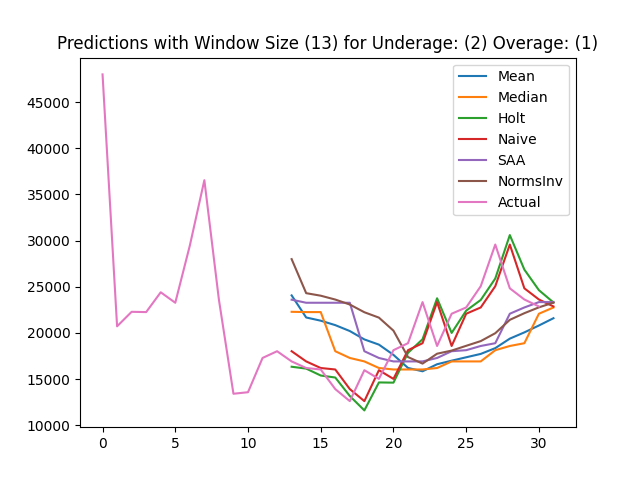 Predictions with Window Size (13) for Underage: (2) Overage: (1)
Mean
Median
Holt
Naive
SAA
NormsInv
Actual
45000
40000
35000
30000
25000
20000
15000
10000
0 5 10 15 20 25 30